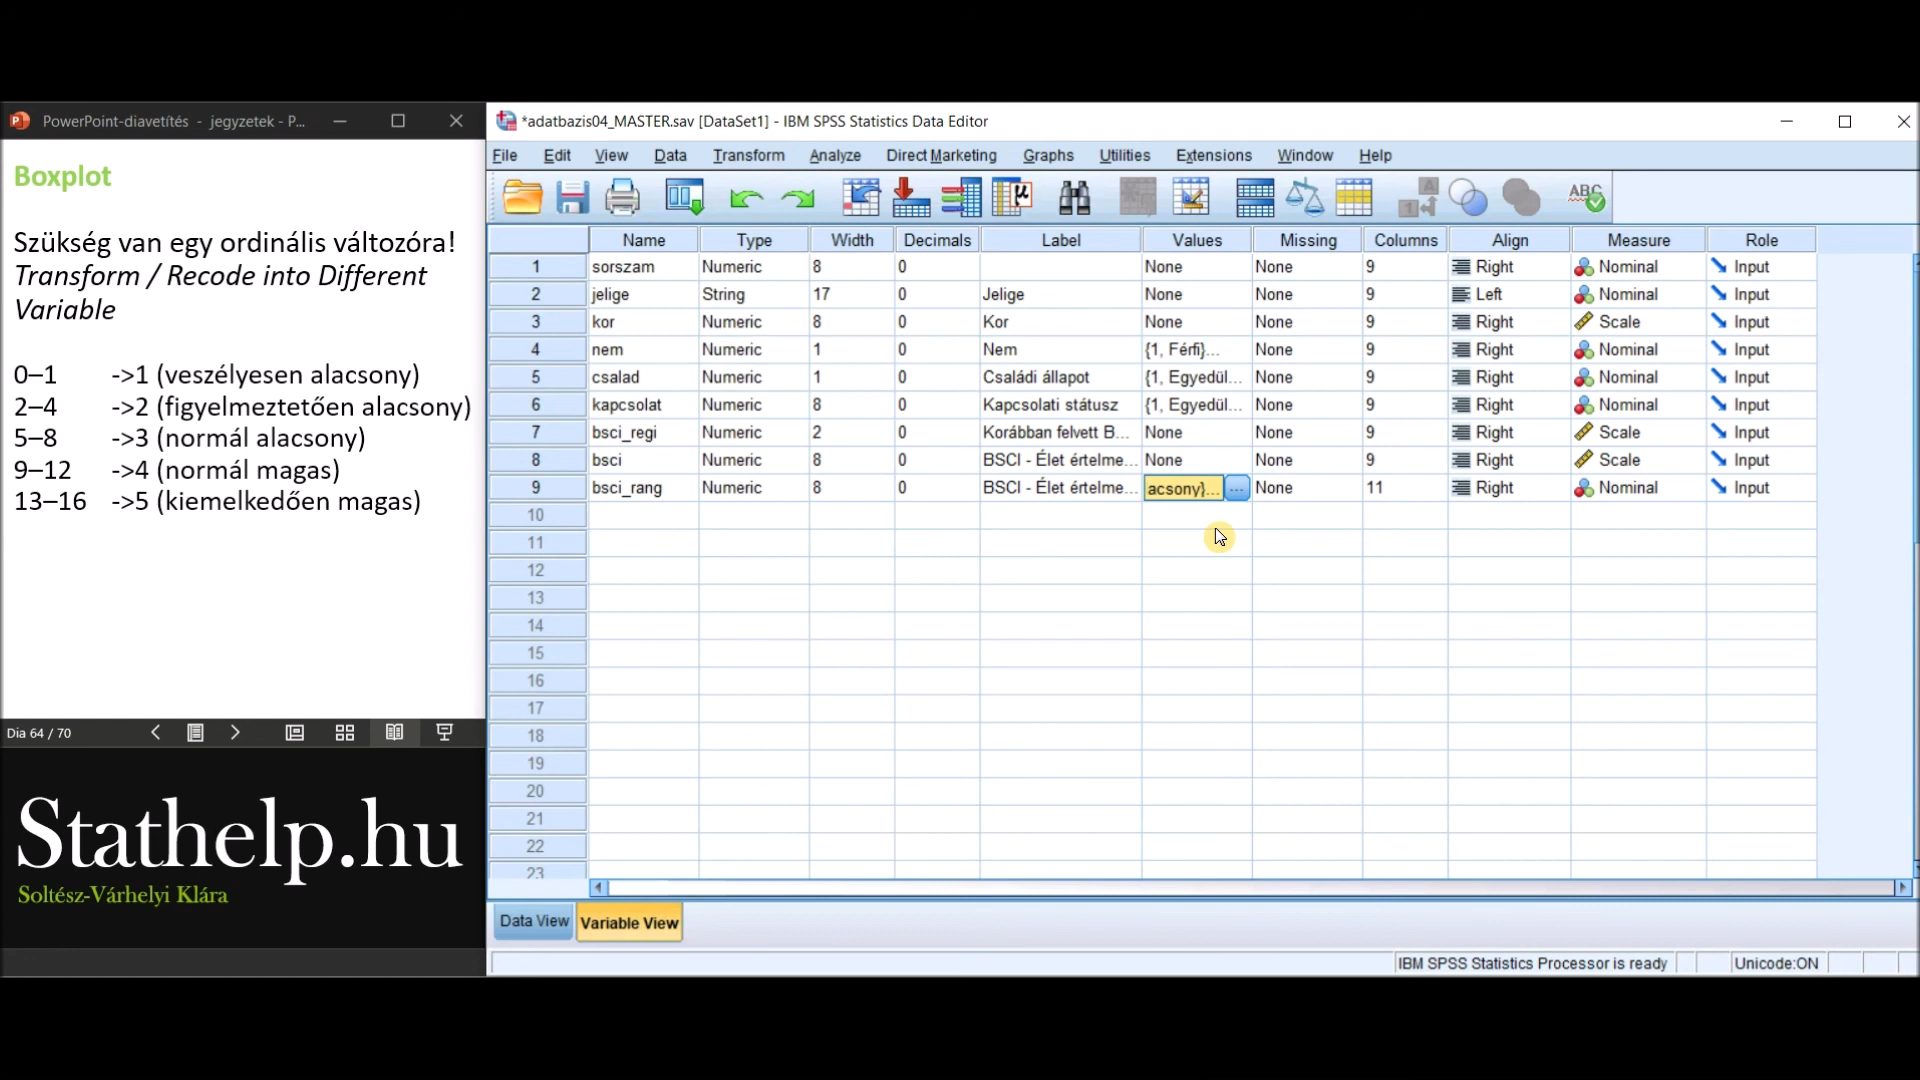 PowerPoint-diavetítés - jegyzetek - P...
Boxplot
Szükség van egy ordinális változóra!
Transform / Recode into Different
Variable
0–1 ->1 (veszélyesen alacsony)
2–4 ->2 (figyelmeztetően alacsony)
5–8 ->3 (normál alacsony)
9–12 ->4 (normál magas)
13–16 ->5 (kiemelkedően magas)
Dia 64 / 70
Stathelp.hu
Soltész-Várhelyi Klára
*adatbazis04_MASTER.sav [DataSet1] - IBM SPSS Statistics Data Editor
File Edit View Data Transform Analyze Direct Marketing Graphs Utilities Extensions Window Help
Name Type Width Decimals Label Values Missing Columns Align Measure Role
1 sorszam Numeric 8 0 None None 9 Right Nominal Input
2 jelige String 17 0 Jelige None None 9 Left Nominal Input
3 kor Numeric 8 0 Kor None None 9 Right Scale Input
4 nem Numeric 1 0 Nem {1, Férfi}... None 9 Right Nominal Input
5 csalad Numeric 1 0 Családi állapot {1, Egyedül... None 9 Right Nominal Input
6 kapcsolat Numeric 8 0 Kapcsolati státusz {1, Egyedül... None 9 Right Nominal Input
7 bsci_regi Numeric 2 0 Korábban felvett B... None None 9 Right Scale Input
8 bsci Numeric 8 0 BSCI - Élet értelme... None None 9 Right Scale Input
9 bsci_rang Numeric 8 0 BSCI - Élet értelme... acsony}... ... None 11 Right Nominal Input
10
11
12
13
14
15
16
17
18
19
20
21
22
23
Data View Variable View
IBM SPSS Statistics Processor is ready Unicode:ON